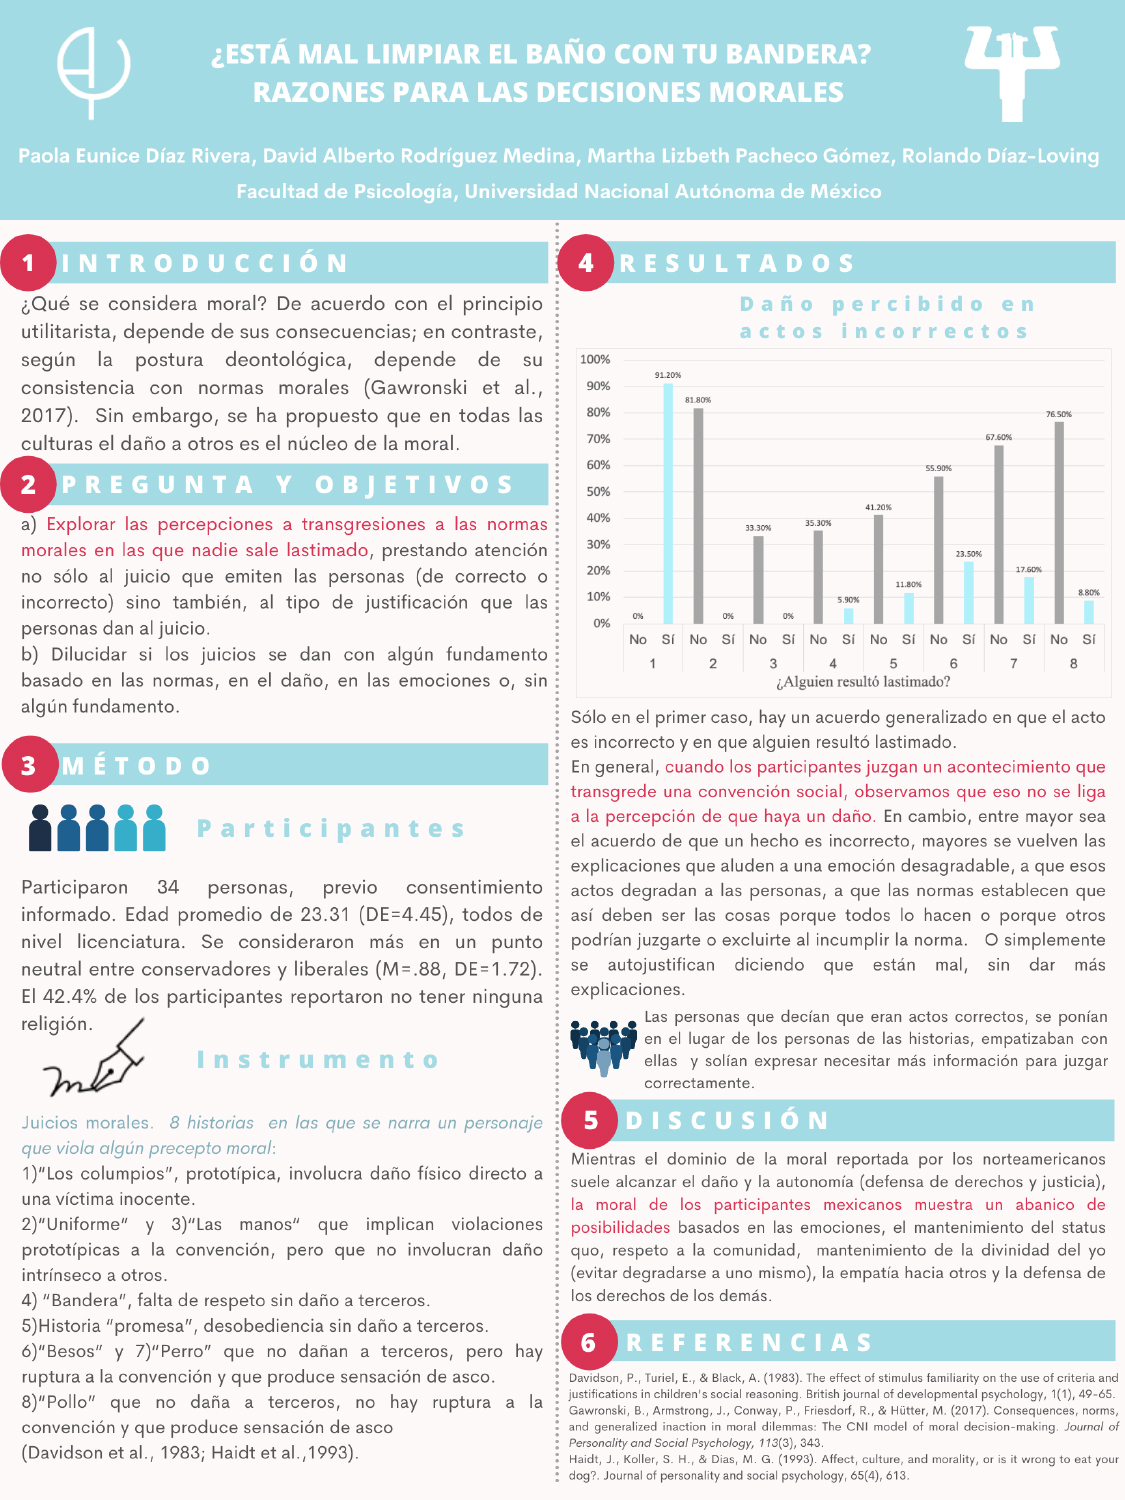 ¿ESTÁ MAL LIMPIAR EL BAÑO CON TU BANDERA?
RAZONES PARA LAS DECISIONES MORALES
Paola Eunice Díaz Rivera, David Alberto Rodríguez Medina, Martha Lizbeth Pacheco Gómez, Rolando Díaz-Loving
Facultad de Psicología, Universidad Nacional Autónoma de México
1 INTRODUCCIÓN
¿Qué se considera moral? De acuerdo con el principio
utilitarista, depende de sus consecuencias; en contraste,
según la postura deontológica, depende de su
consistencia con normas morales (Gawronski et al.,
2017). Sin embargo, se ha propuesto que en todas las
culturas el daño a otros es el núcleo de la moral.
2 PREGUNTA Y OBJETIVOS
a) Explorar las percepciones a transgresiones a las normas
morales en las que nadie sale lastimado, prestando atención
no sólo al juicio que emiten las personas (de correcto o
incorrecto) sino también, al tipo de justificación que las
personas dan al juicio.
b) Dilucidar si los juicios se dan con algún fundamento
basado en las normas, en el daño, en las emociones o, sin
algún fundamento.
3 MÉTODO
Participantes
Participaron 34 personas, previo consentimiento
informado. Edad promedio de 23.31 (DE=4.45), todos de
nivel licenciatura. Se consideraron más en un punto
neutral entre conservadores y liberales (M=.88, DE=1.72).
El 42.4% de los participantes reportaron no tener ninguna
religión.
Instrumento
Juicios morales. 8 historias en las que se narra un personaje
que viola algún precepto moral:
1)"Los columpios", prototípica, involucra daño físico directo a
una víctima inocente.
2)"Uniforme" y 3)"Las manos" que implican violaciones
prototípicas a la convención, pero que no involucran daño
intrínseco a otros.
4) "Bandera", falta de respeto sin daño a terceros.
5)Historia "promesa", desobediencia sin daño a terceros.
6)"Besos" y 7)"Perro" que no dañan a terceros, pero hay
ruptura a la convención y que produce sensación de asco.
8)"Pollo" que no daña a terceros, no hay ruptura a la
convención y que produce sensación de asco
(Davidson et al., 1983; Haidt et al.,1993).
4 RESULTADOS
Daño percibido en
actos incorrectos
100%
90%
80%
70%
60%
50%
40%
30%
20%
10%
0%
0% 91.20% 81.80% 0% 33.30% 0% 35.30% 5.90% 41.20% 11.80% 55.90% 23.50% 67.60% 17.60% 76.50% 8.80%
No Sí No Sí No Sí No Sí No Sí No Sí No Sí No Sí
1 2 3 4 5 6 7 8
¿Alguien resultó lastimado?
Sólo en el primer caso, hay un acuerdo generalizado en que el acto
es incorrecto y en que alguien resultó lastimado.
En general, cuando los participantes juzgan un acontecimiento que
transgrede una convención social, observamos que eso no se liga
a la percepción de que haya un daño. En cambio, entre mayor sea
el acuerdo de que un hecho es incorrecto, mayores se vuelven las
explicaciones que aluden a una emoción desagradable, a que esos
actos degradan a las personas, a que las normas establecen que
así deben ser las cosas porque todos lo hacen o porque otros
podrían juzgarte o excluirte al incumplir la norma. O simplemente
se autojustifican diciendo que están mal, sin dar más
explicaciones.
Las personas que decían que eran actos correctos, se ponían
en el lugar de los personas de las historias, empatizaban con
ellas y solían expresar necesitar más información para juzgar
correctamente.
5 DISCUSIÓN
Mientras el dominio de la moral reportada por los norteamericanos
suele alcanzar el daño y la autonomía (defensa de derechos y justicia),
la moral de los participantes mexicanos muestra un abanico de
posibilidades basados en las emociones, el mantenimiento del status
quo, respeto a la comunidad, mantenimiento de la divinidad del yo
(evitar degradarse a uno mismo), la empatía hacia otros y la defensa de
los derechos de los demás.
6 REFERENCIAS
Davidson, P., Turiel, E., & Black, A. (1983). The effect of stimulus familiarity on the use of criteria and
justifications in children's social reasoning. British journal of developmental psychology, 1(1), 49-65.
Gawronski, B., Armstrong, J., Conway, P., Friesdorf, R., & Hütter, M. (2017). Consequences, norms,
and generalized inaction in moral dilemmas: The CNI model of moral decision-making. Journal of
Personality and Social Psychology, 113(3), 343.
Haidt, J., Koller, S. H., & Dias, M. G. (1993). Affect, culture, and morality, or is it wrong to eat your
dog?. Journal of personality and social psychology, 65(4), 613.